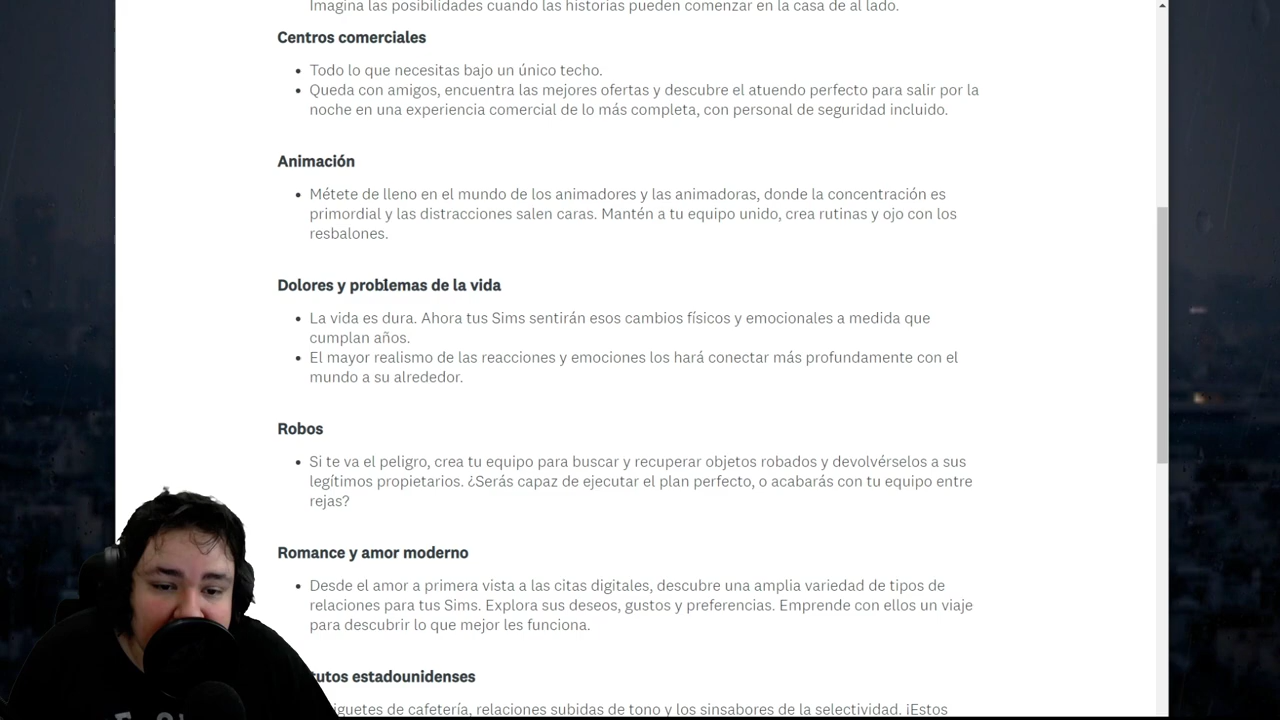 Imagina las posibilidades cuando las historias pueden comenzar en la casa de al lado.
Centros comerciales
• Todo lo que necesitas bajo un único techo.
• Queda con amigos, encuentra las mejores ofertas y descubre el atuendo perfecto para salir por la
noche en una experiencia comercial de lo más completa, con personal de seguridad incluido.
Animación
• Métete de lleno en el mundo de los animadores y las animadoras, donde la concentración es
primordial y las distracciones salen caras. Mantén a tu equipo unido, crea rutinas y ojo con los
resbalones.
Dolores y problemas de la vida
• La vida es dura. Ahora tus Sims sentirán esos cambios físicos y emocionales a medida que
cumplan años.
• El mayor realismo de las reacciones y emociones los hará conectar más profundamente con el
mundo a su alrededor.
Robos
• Si te va el peligro, crea tu equipo para buscar y recuperar objetos robados y devolvérselos a sus
legítimos propietarios. ¿Serás capaz de ejecutar el plan perfecto, o acabarás con tu equipo entre
rejas?
Romance y amor moderno
• Desde el amor a primera vista a las citas digitales, descubre una amplia variedad de tipos de
relaciones para tus Sims. Explora sus deseos, gustos y preferencias. Emprende con ellos un viaje
para descubrir lo que mejor les funciona.
tutos estadounidenses
iguetes de cafetería, relaciones subidas de tono y los sinsabores de la selectividad. ¡Estos